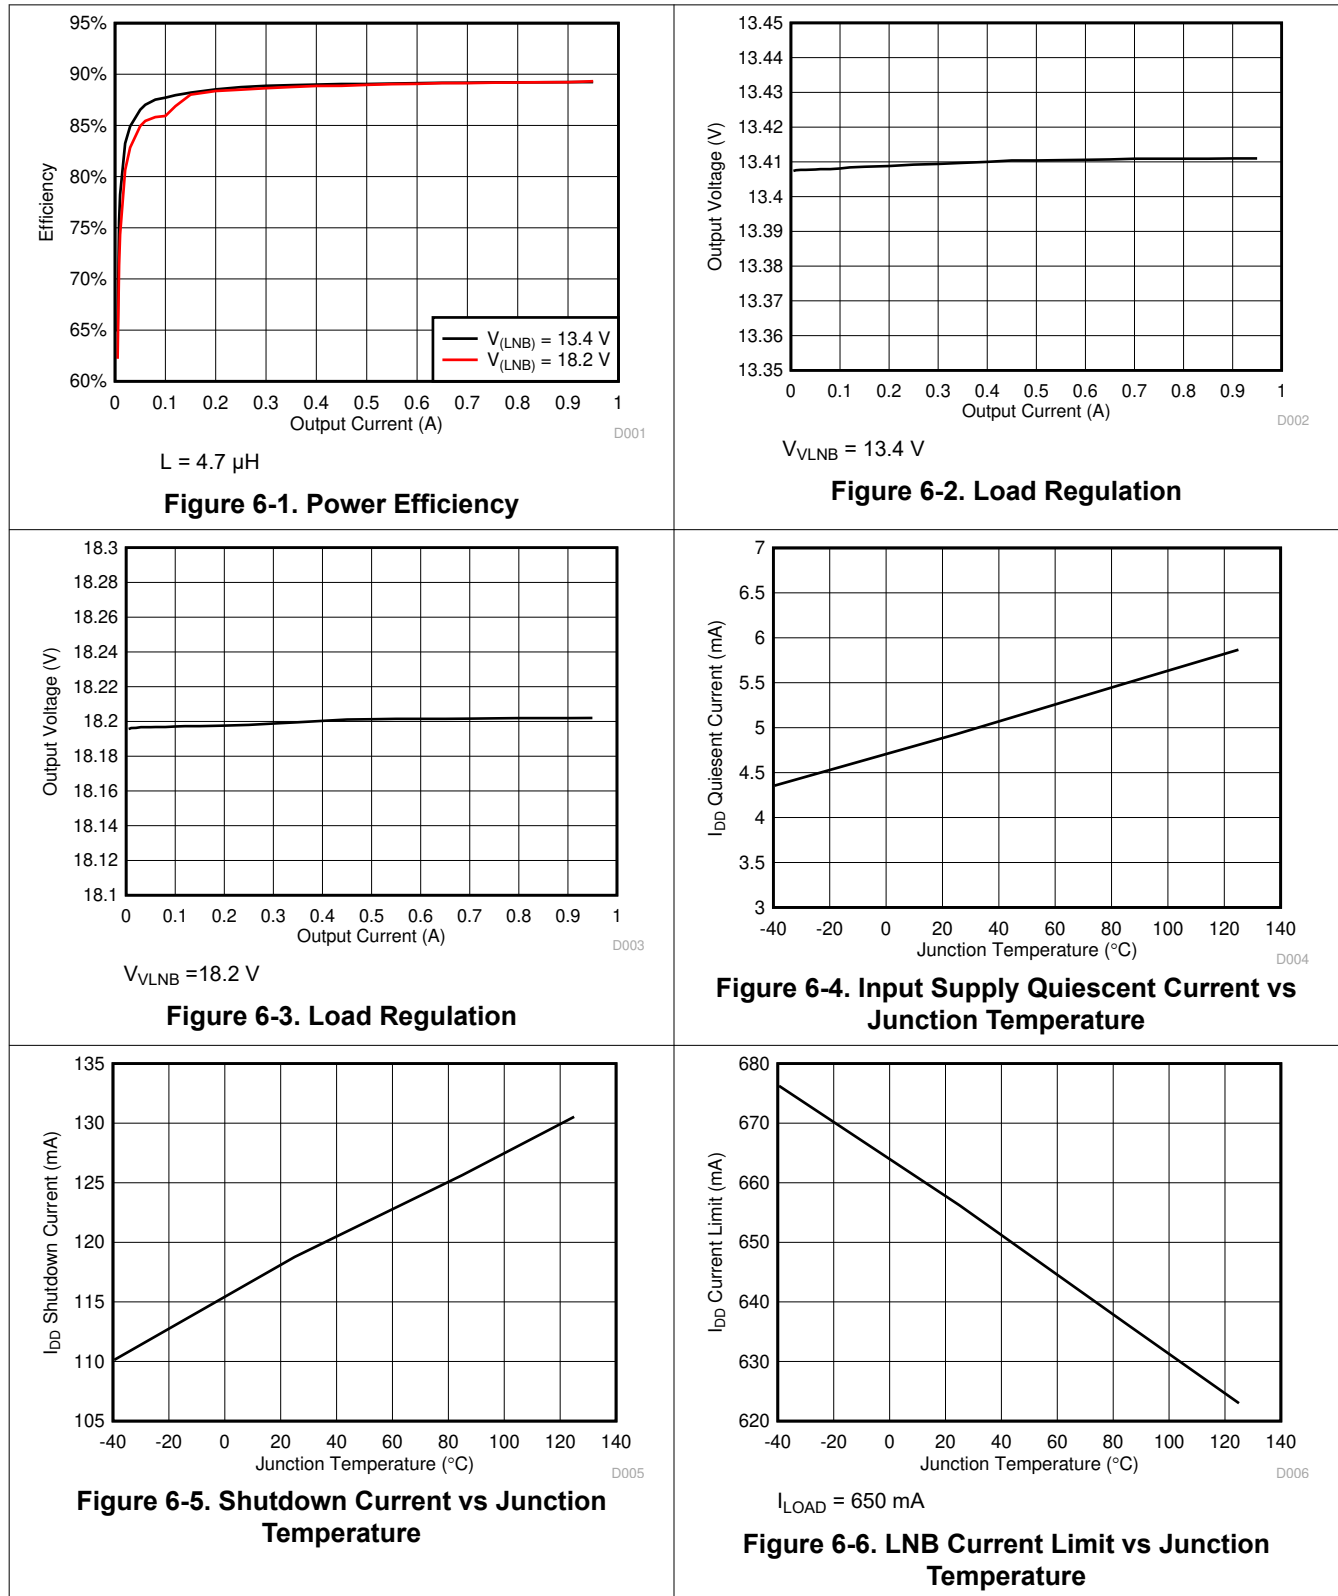 95%
90%
85%
80%
75%
70%
65%
60%
Efficiency
V(LNB) = 13.4 V
V(LNB) = 18.2 V
0 0.1 0.2 0.3 0.4 0.5 0.6 0.7 0.8 0.9 1
Output Current (A)
D001
L = 4.7 µH
Figure 6-1. Power Efficiency
13.45
13.44
13.43
13.42
13.41
13.4
13.39
13.38
13.37
13.36
13.35
Output Voltage (V)
0 0.1 0.2 0.3 0.4 0.5 0.6 0.7 0.8 0.9 1
Output Current (A)
D002
VVLNB = 13.4 V
Figure 6-2. Load Regulation
18.3
18.28
18.26
18.24
18.22
18.2
18.18
18.16
18.14
18.12
18.1
Output Voltage (V)
0 0.1 0.2 0.3 0.4 0.5 0.6 0.7 0.8 0.9 1
Output Current (A)
D003
VVLNB =18.2 V
Figure 6-3. Load Regulation
7
6.5
6
5.5
5
4.5
4
3.5
3
IDD Quiesent Current (mA)
-40 -20 0 20 40 60 80 100 120 140
Junction Temperature (°C)
D004
Figure 6-4. Input Supply Quiescent Current vs
Junction Temperature
135
130
125
120
115
110
105
IDD Shutdown Current (mA)
-40 -20 0 20 40 60 80 100 120 140
Junction Temperature (°C)
D005
Figure 6-5. Shutdown Current vs Junction
Temperature
680
670
660
650
640
630
620
IDD Current Limit (mA)
-40 -20 0 20 40 60 80 100 120 140
Junction Temperature (°C)
D006
ILOAD = 650 mA
Figure 6-6. LNB Current Limit vs Junction
Temperature